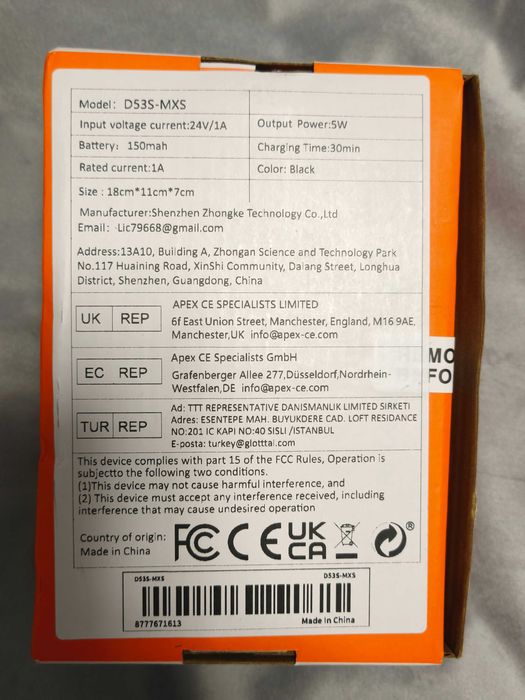 Model: D53S-MXS
Input voltage current:24V/1A
Output Power:5W
Battery: 150mah
Charging Time:30min
Rated current:1A
Color: Black
Size : 18cm*11cm*7cm
Manufacturer:Shenzhen Zhongke Technology Co.,Ltd
Email: ·Lic79668@gmail.com
Address:13A10, Building A, Zhongan Science and Technology Park
No.117 Huaining Road, XinShi Community, Dalang Street, Longhua
District, Shenzhen, Guangdong, China
UK REP
APEX CE SPECIALISTS LIMITED
6f East Union Street, Manchester, England, M16 9AE,
Manchester,UK info@apex-ce.com
EC REP
Apex CE Specialists GmbH
Grafenberger Allee 277,Düsseldorf,Nordrhein-
Westfalen,DE info@apex-ce.com
MO
FO
TUR REP
Ad: TTT REPRESENTATIVE DANISMANLIK LIMITED SIRKETI
Adres: ESENTEPE MAH. BUYUKDERE CAD. LOFT RESIDANCE
NO:201 IC KAPI NO:40 SISLI /ISTANBUL
E-posta: turkey@glotttal.com
This device complies with part 15 of the FCC Rules, Operation is
subjectto the following two conditions.
(1)This device may not cause harmful interference, and
(2) This device must accept any interference received, including
interference that may cause undesired operation
Country of origin:
Made in China
FC CE UK
CA
®
D53S-MXS D53S-MXS
8777671613 Made in China